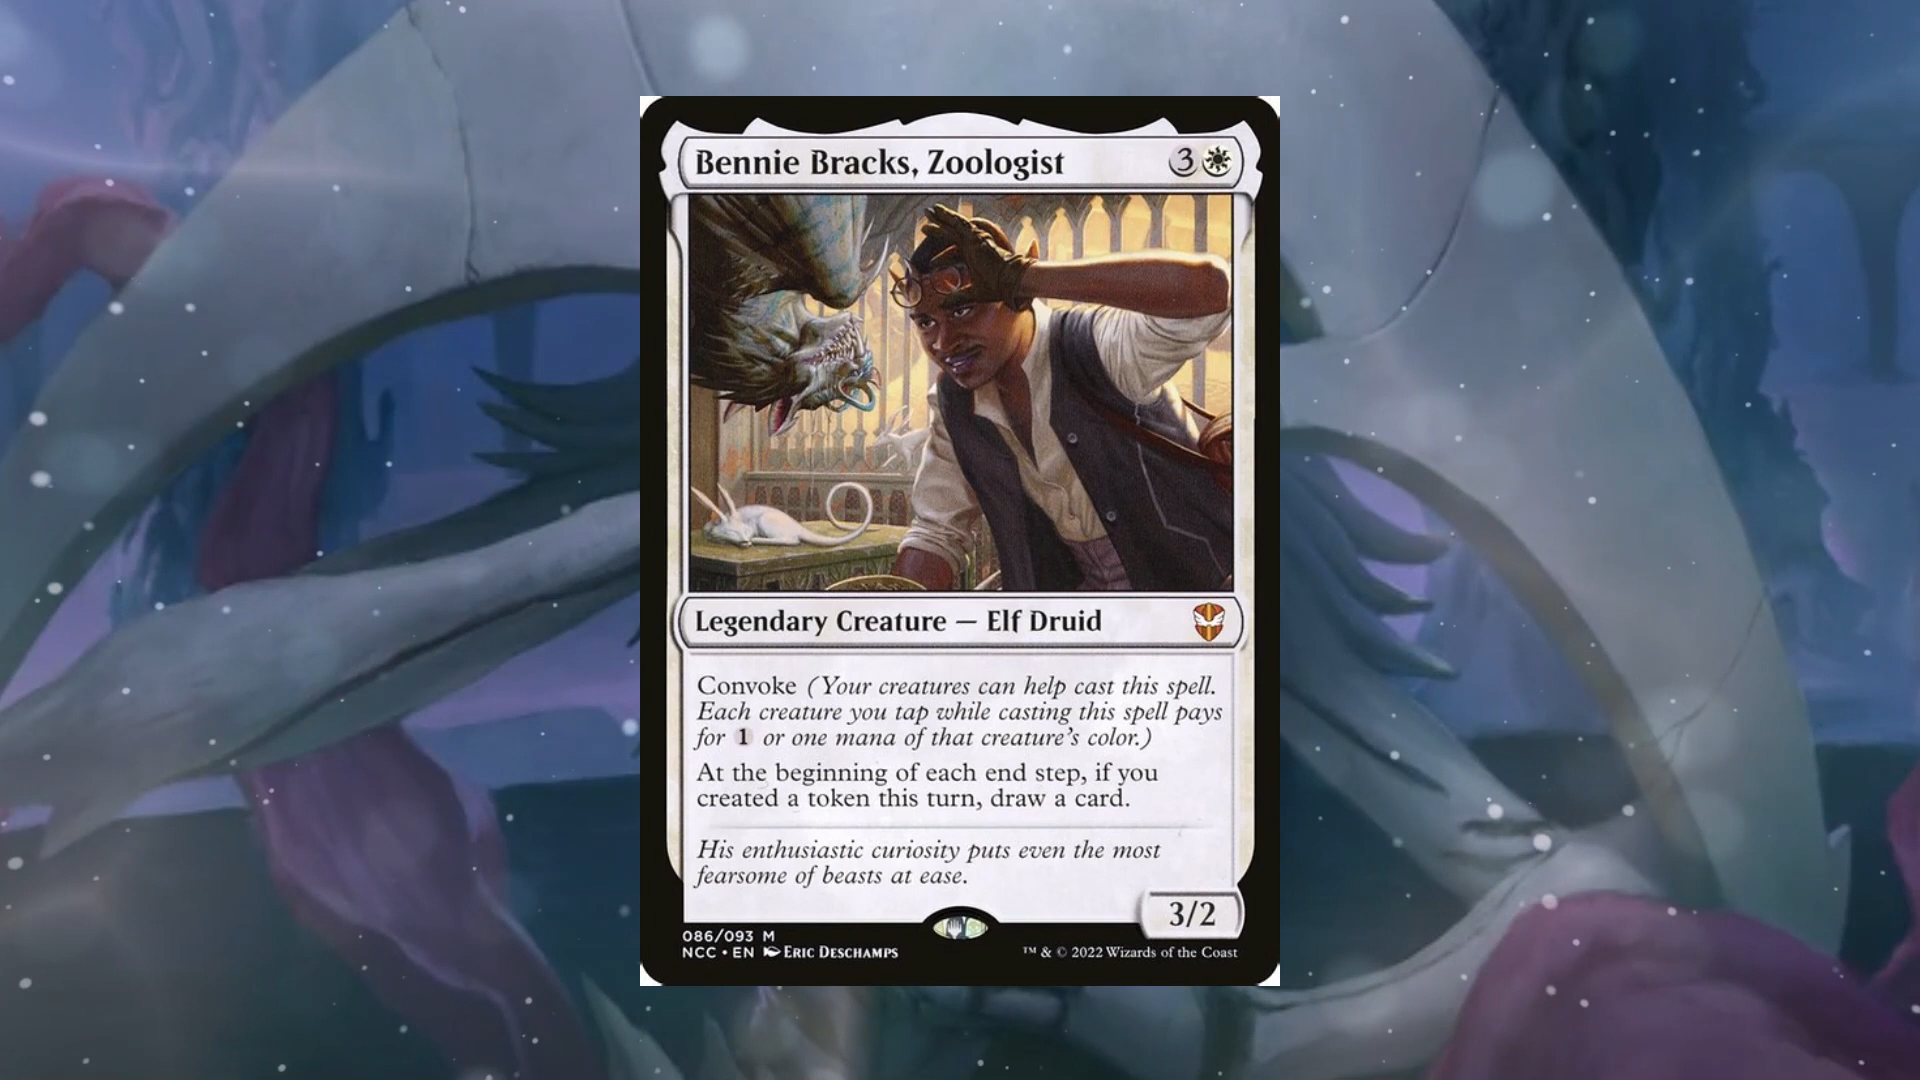 Bennie Bracks, Zoologist 3
Legendary Creature — Elf Druid
Convoke (Your creatures can help cast this spell.
Each creature you tap while casting this spell pays
for 1 or one mana of that creature's color.)
At the beginning of each end step, if you
created a token this turn, draw a card.
His enthusiastic curiosity puts even the most
fearsome of beasts at ease.
3/2
086/093 M
NCC • EN Eric Deschamps
™ & © 2022 Wizards of the Coast